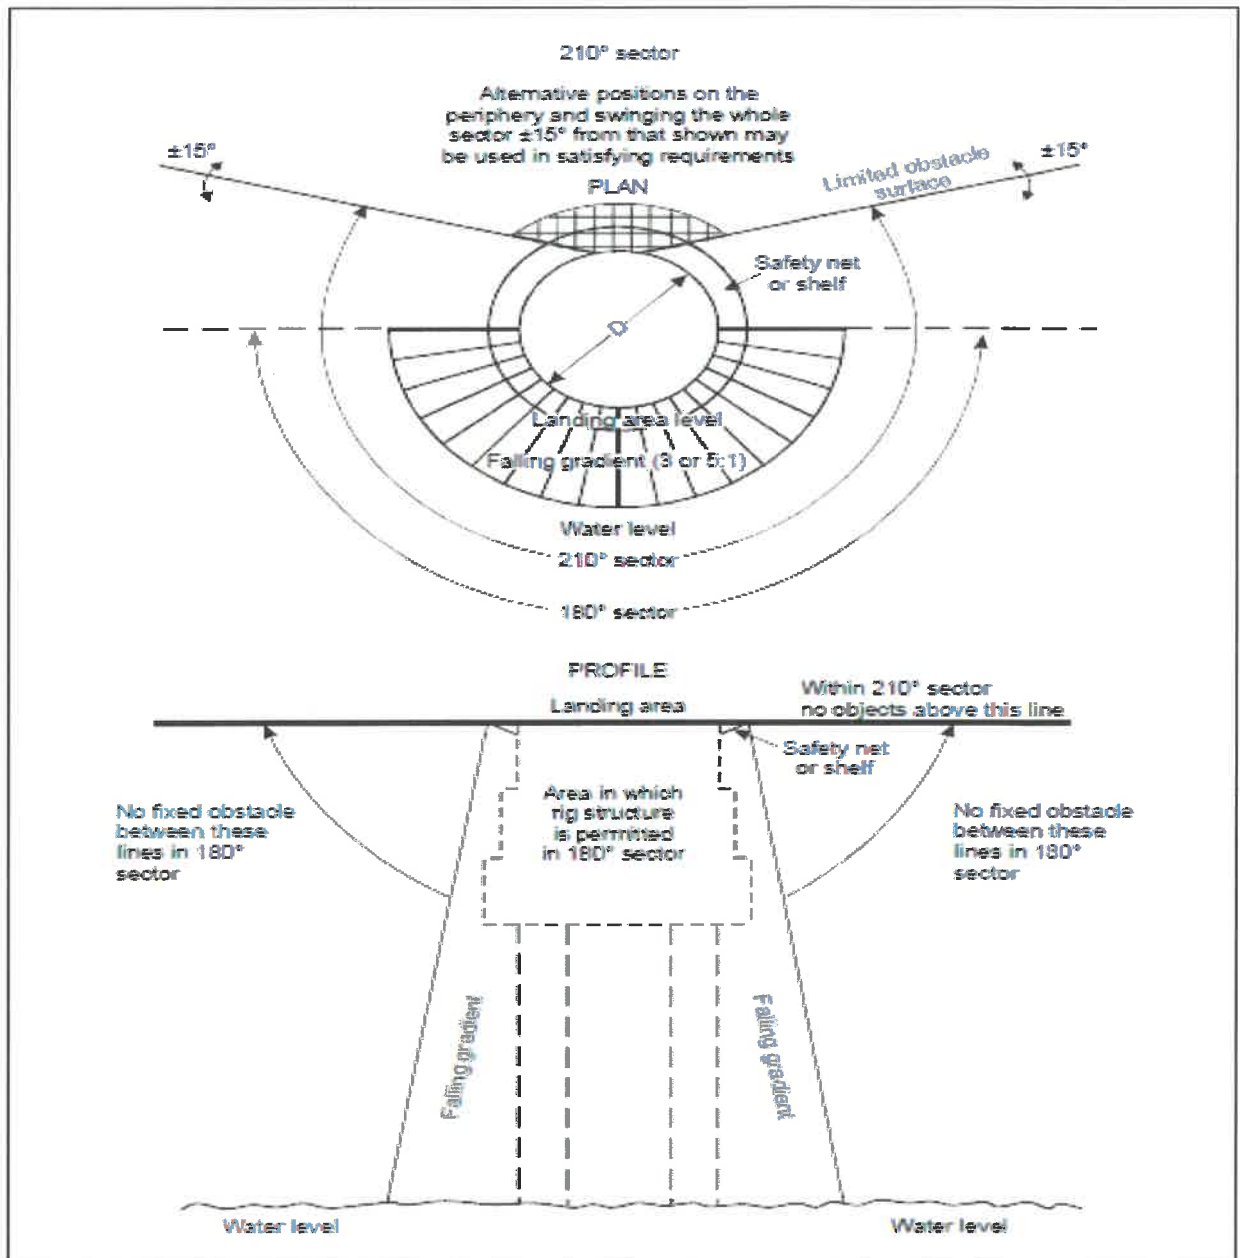 210° sector
Alternative positions on the
periphery and swinging the whole
sector ±15° from that shown may
be used in satisfying requirements
±15°
±15°
PLAN
Limited obstacle
surface
Safety net
or shelf
D
Landing area level
Falling gradient (3 or 5:1)
Water level
210° sector
180° sector
PROFILE
Landing area
Within 210° sector
no objects above this line
Safety net
or shelf
Area in which
rig structure
is permitted
in 180° sector
No fixed obstacle
between these
lines in 180°
sector
No fixed obstacle
between these
lines in 180°
sector
Falling gradient
Falling gradient
Water level
Water level